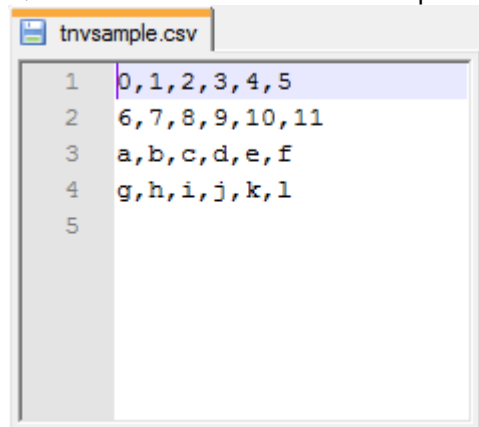 tnvsample.csv
1 0,1,2,3,4,5
2 6,7,8,9,10,11
3 a,b,c,d,e,f
4 g,h,i,j,k,l
5